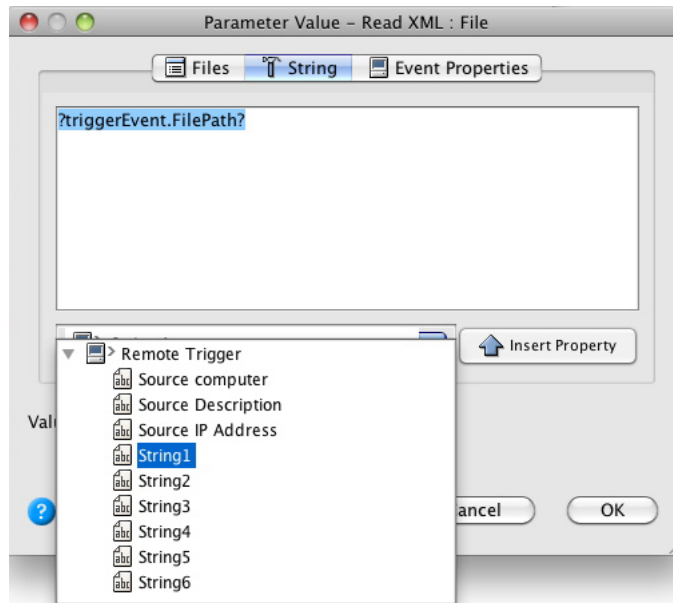 Parameter Value – Read XML : File
Files String Event Properties
?triggerEvent.FilePath?
Insert Property
Remote Trigger
Source computer
Source Description
Source IP Address
String1
String2
String3
String4
String5
String6
Valu
ancel OK
?